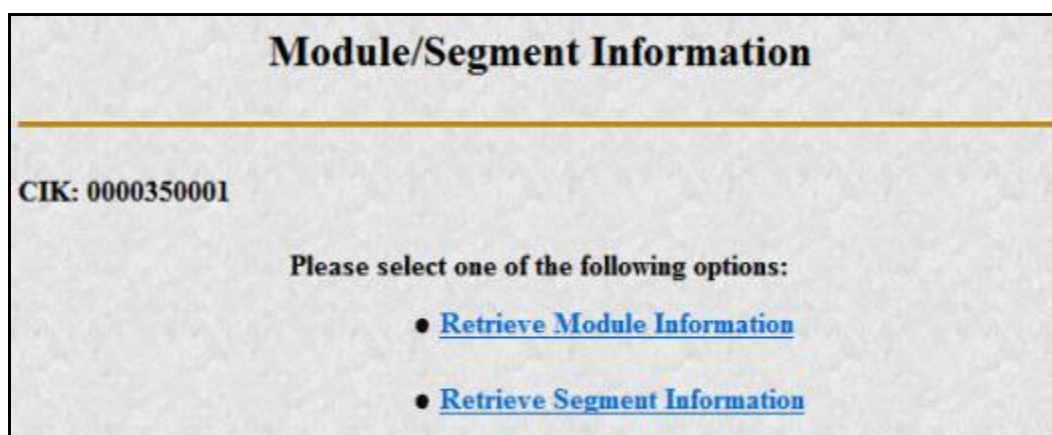 Module/Segment Information
CIK: 0000350001
Please select one of the following options:
Retrieve Module Information
Retrieve Segment Information